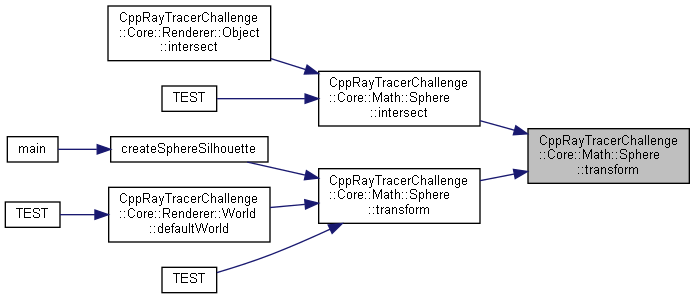 CppRayTracerChallenge
::Core::Renderer::Object
::intersect
TEST
CppRayTracerChallenge
::Core::Math::Sphere
::intersect
main
createSphereSilhouette
CppRayTracerChallenge
::Core::Math::Sphere
::transform
CppRayTracerChallenge
::Core::Math::Sphere
::transform
TEST
CppRayTracerChallenge
::Core::Renderer::World
::defaultWorld
TEST